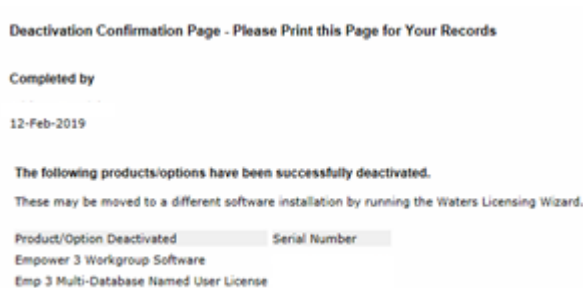 Deactivation Confirmation Page - Please Print this Page for Your Records
Completed by
12-Feb-2019
The following products/options have been successfully deactivated.
These may be moved to a different software installation by running the Waters Licensing Wizard.
Product/Option Deactivated Serial Number
Empower 3 Workgroup Software
Emp 3 Multi-Database Named User License